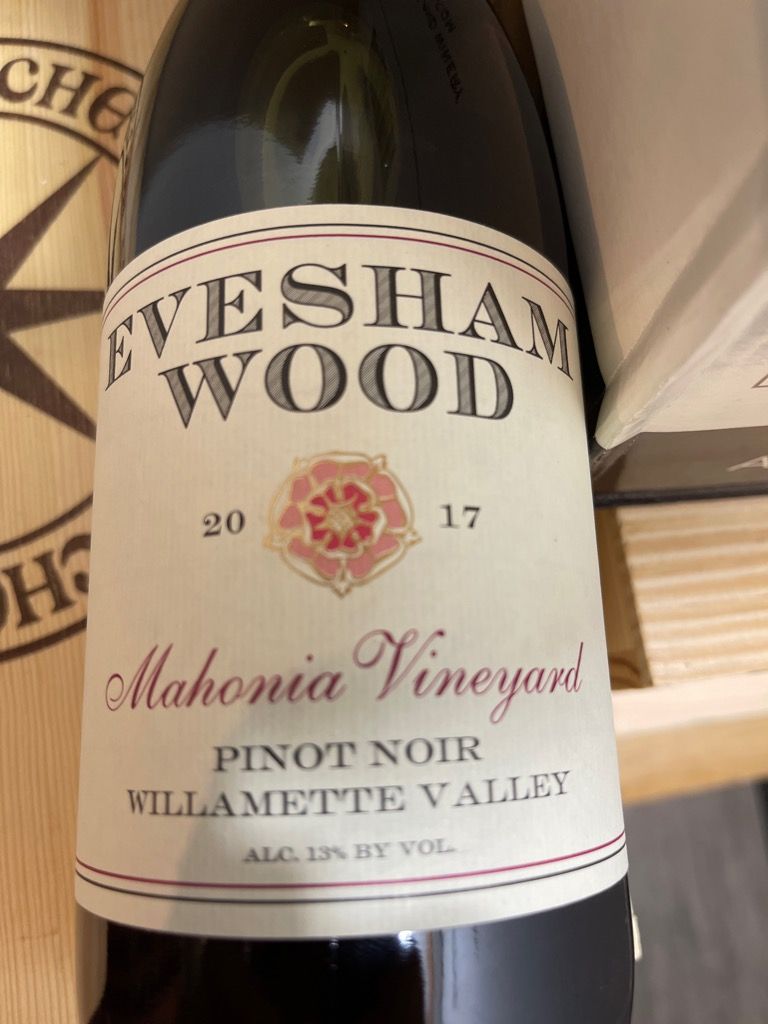 EVESHAM
WOOD
20 17
Mahonia Vineyard
PINOT NOIR
WILLAMETTE VALLEY
ALC. 13% BY VOL.